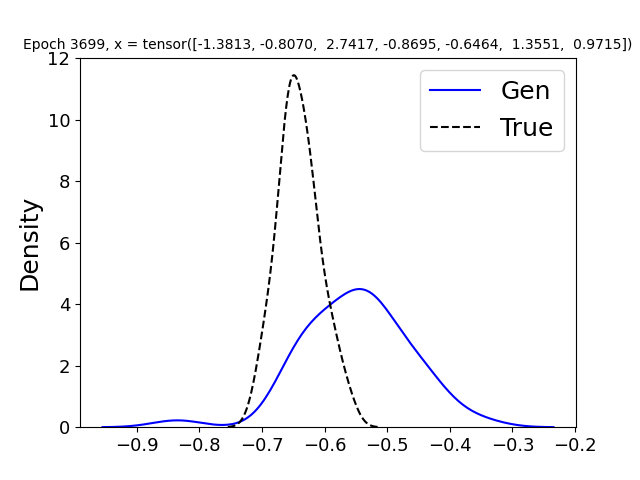 Epoch 3699, x = tensor([-1.3813, -0.8070,  2.7417, -0.8695, -0.6464,  1.3551,  0.9715])
Gen
True
Density
12
10
8
6
4
2
0
−0.9 −0.8 −0.7 −0.6 −0.5 −0.4 −0.3 −0.2